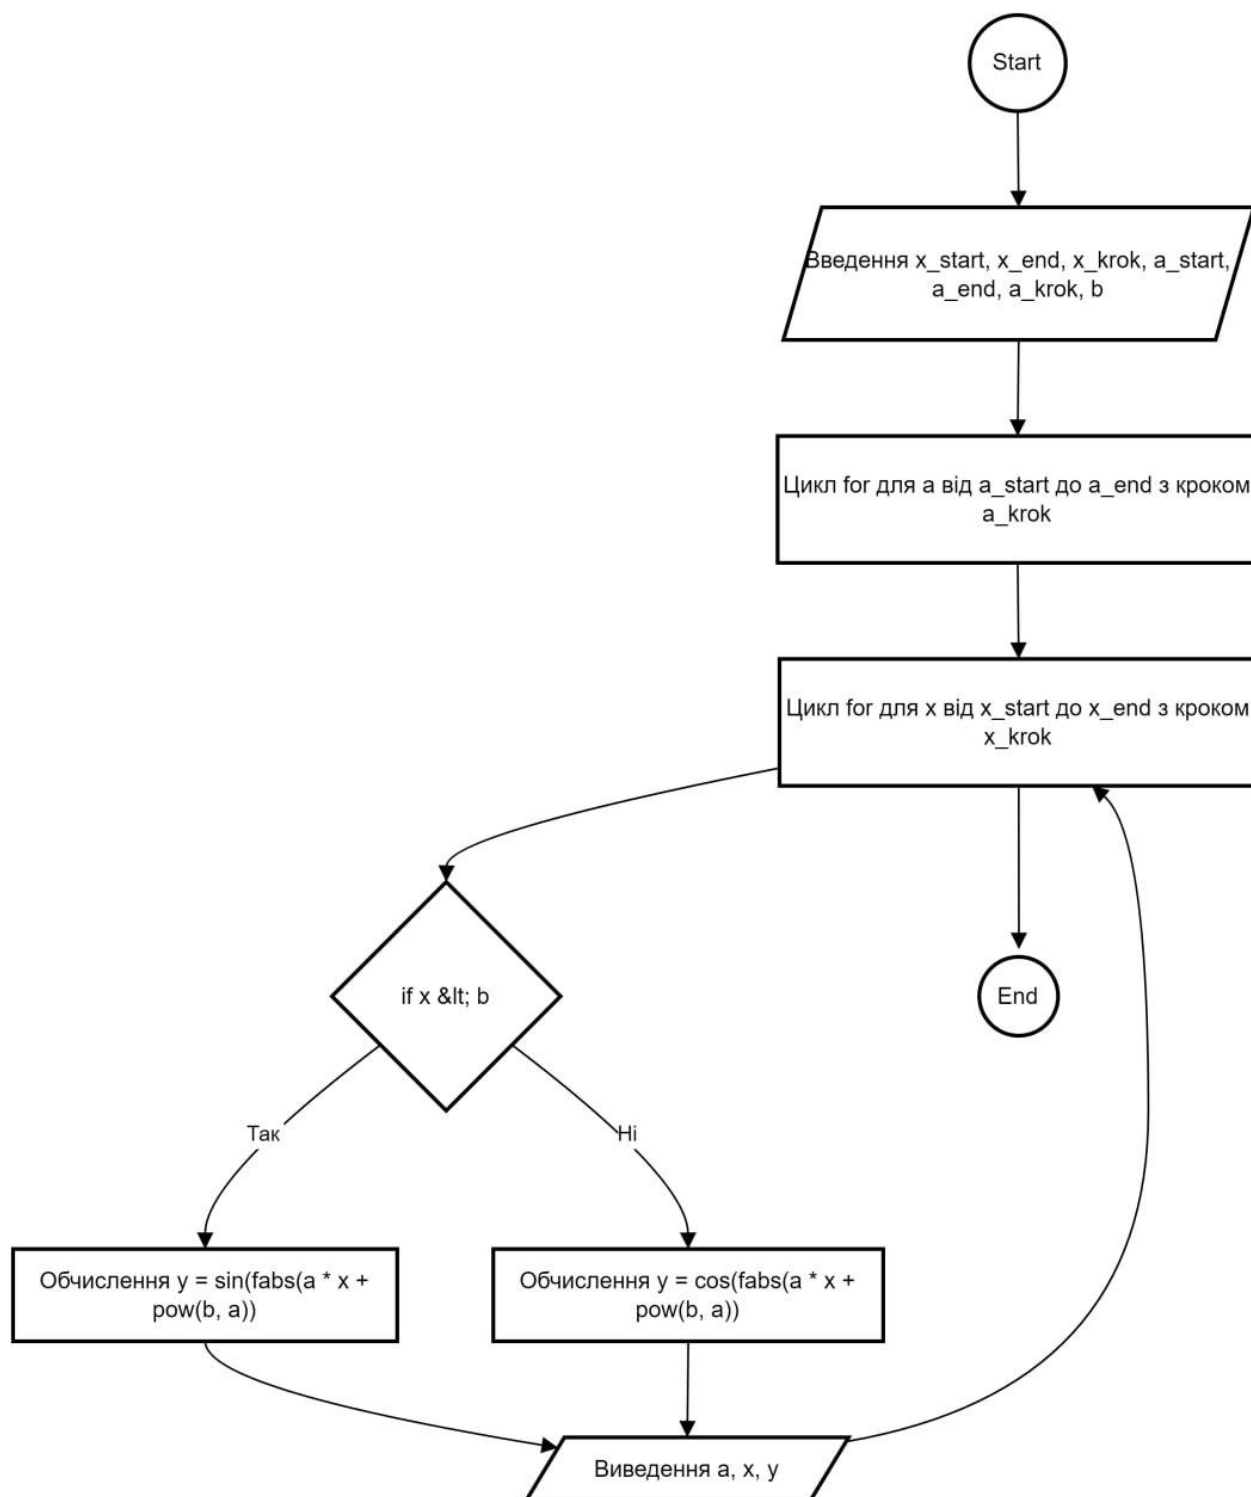 Start
Введення x_start, x_end, x_krok, a_start,
a_end, a_krok, b
Цикл for для a від a_start до a_end з кроком
a_krok
Цикл for для x від x_start до x_end з кроком
x_krok
if x &lt; b
End
Так
Ні
Обчислення y = sin(fabs(a * x +
pow(b, a))
Обчислення y = cos(fabs(a * x +
pow(b, a))
Виведення a, x, y